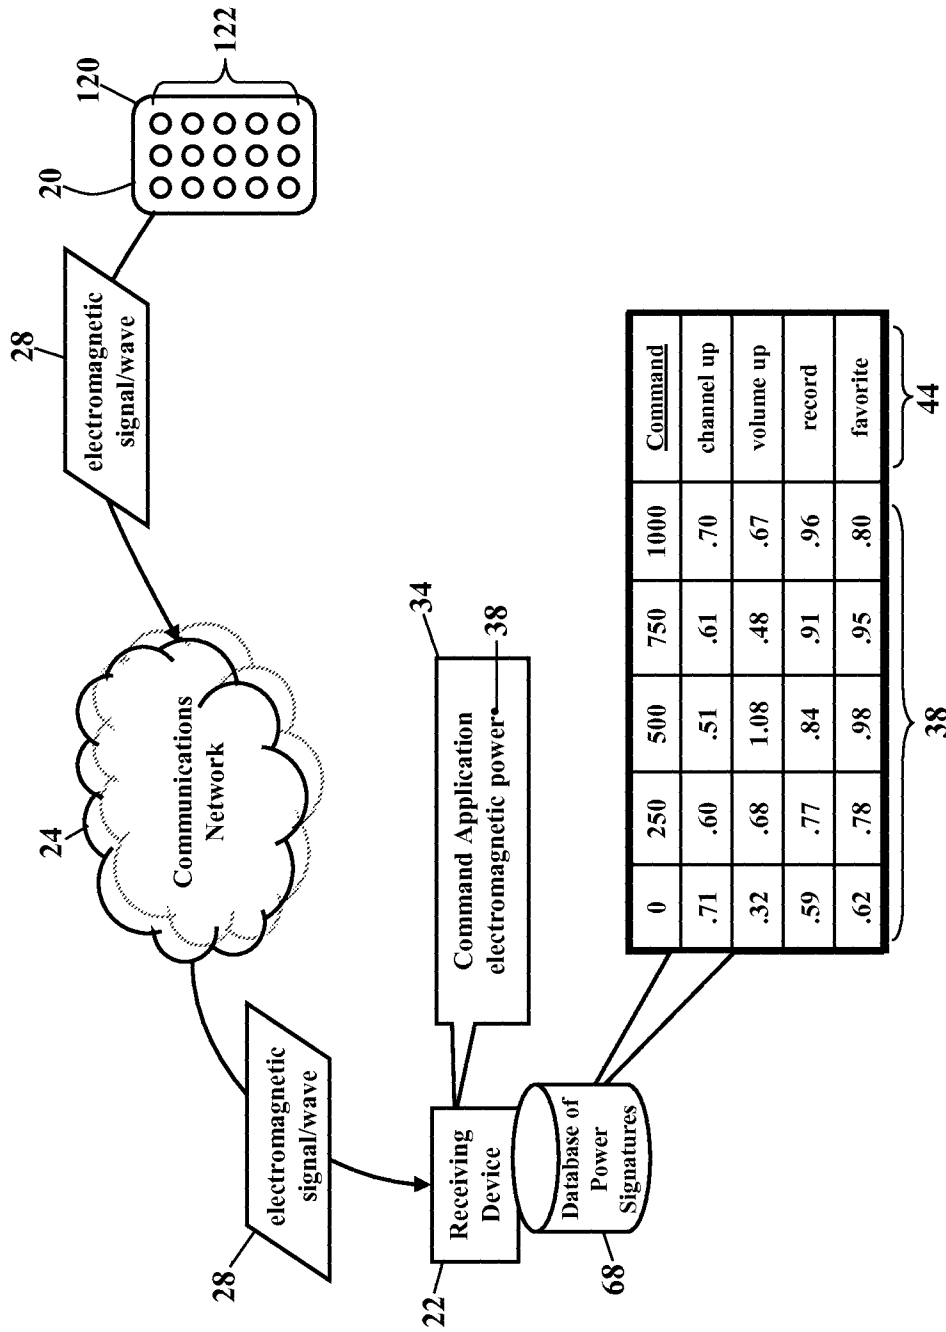 28
electromagnetic
signal/wave
20
120
122
24
Communications
Network
28
electromagnetic
signal/wave
34
Command Application
electromagnetic power
38
22
Receiving
Device
68
Database of
Power
Signatures
0 250 500 750 1000 Command
.71 .60 .51 .61 .70 channel up
.32 .68 1.08 .48 .67 volume up
.59 .77 .84 .91 .96 record
.62 .78 .98 .95 .80 favorite
38
44